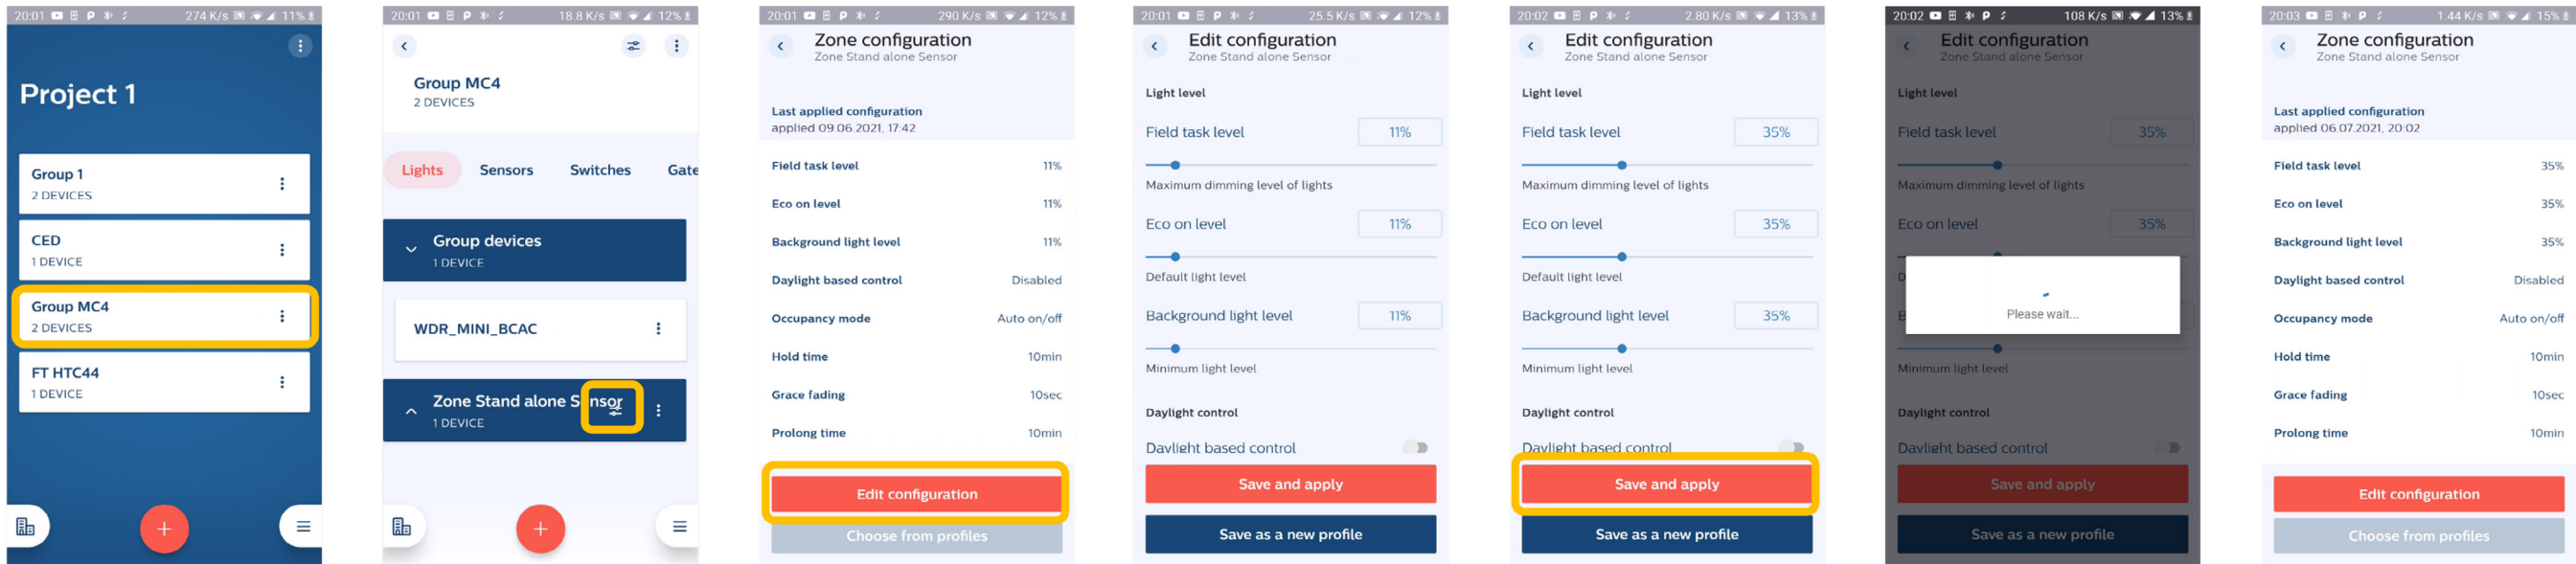 20:01 274 K/s 11%
Project 1
Group 1
2 DEVICES
CED
1 DEVICE
Group MC4
2 DEVICES
FT HTC44
1 DEVICE
+
20:01 18.8 K/s 12%
Group MC4
2 DEVICES
Lights Sensors Switches Gate
Group devices
1 DEVICE
WDR_MINI_BCAC
Zone Stand alone Sensor
1 DEVICE
+
20:01 290 K/s 12%
Zone configuration
Zone Stand alone Sensor
Last applied configuration
applied 09.06.2021, 17:42
Field task level 11%
Eco on level 11%
Background light level 11%
Daylight based control Disabled
Occupancy mode Auto on/off
Hold time 10min
Grace fading 10sec
Prolong time 10min
Edit configuration
Choose from profiles
20:01 25.5 K/s 12%
Edit configuration
Zone Stand alone Sensor
Light level
Field task level 11%
Maximum dimming level of lights
Eco on level 11%
Default light level
Background light level 11%
Minimum light level
Daylight control
Daylight based control
Save and apply
Save as a new profile
20:02 2.80 K/s 13%
Edit configuration
Zone Stand alone Sensor
Light level
Field task level 35%
Maximum dimming level of lights
Eco on level 35%
Default light level
Background light level 35%
Minimum light level
Daylight control
Daylight based control
Save and apply
Save as a new profile
20:02 108 K/s 13%
Edit configuration
Zone Stand alone Sensor
Light level
Field task level 35%
Maximum dimming level of lights
Eco on level 35%
Please wait...
Minimum light level
Daylight control
Daylight based control
Save and apply
Save as a new profile
20:03 1.44 K/s 15%
Zone configuration
Zone Stand alone Sensor
Last applied configuration
applied 06.07.2021, 20:02
Field task level 35%
Eco on level 35%
Background light level 35%
Daylight based control Disabled
Occupancy mode Auto on/off
Hold time 10min
Grace fading 10sec
Prolong time 10min
Edit configuration
Choose from profiles